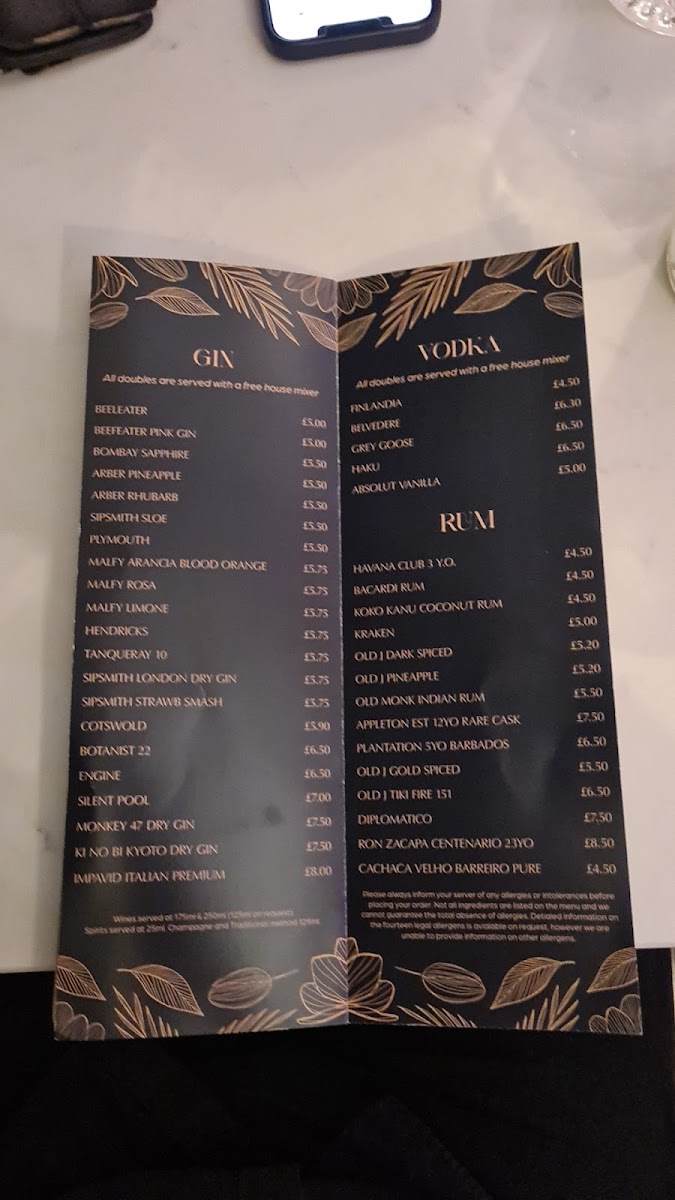 GIN
All doubles are served with a free house mixer
BEELEATER £5.00
BEEFEATER PINK GIN £5.00
BOMBAY SAPPHIRE £5.50
ARBER PINEAPPLE £5.50
ARBER RHUBARB £5.50
SIPSMITH SLOE £5.50
PLYMOUTH £5.50
MALFY ARANCIA BLOOD ORANGE £5.75
MALFY ROSA £5.75
MALFY LIMONE £5.75
HENDRICKS £5.75
TANQUERAY 10 £5.75
SIPSMITH LONDON DRY GIN £5.75
SIPSMITH STRAWB SMASH £5.75
COTSWOLD £5.90
BOTANIST 22 £6.50
ENGINE £6.50
SILENT POOL £7.00
MONKEY 47 DRY GIN £7.50
KI NO BI KYOTO DRY GIN £7.50
IMPAVID ITALIAN PREMIUM £8.00
Wines served at 175ml & 250ml (125ml on request).
Spirits served at 25ml, Champagne and Traditional method 125ml
VODKA
All doubles are served with a free house mixer
FINLANDIA £4.50
BELVEDERE £6.30
GREY GOOSE £6.50
HAKU £6.50
ABSOLUT VANILLA £5.00
RUM
HAVANA CLUB 3 Y.O. £4.50
BACARDI RUM £4.50
KOKO KANU COCONUT RUM £4.50
KRAKEN £5.00
OLD J DARK SPICED £5.20
OLD J PINEAPPLE £5.20
OLD MONK INDIAN RUM £5.50
APPLETON EST 12YO RARE CASK £7.50
PLANTATION 5YO BARBADOS £6.50
OLD J GOLD SPICED £5.50
OLD J TIKI FIRE 151 £6.50
DIPLOMATICO £7.50
RON ZACAPA CENTENARIO 23YO £8.50
CACHACA VELHO BARREIRO PURE £4.50
Please always inform your server of any allergies or intolerances before
placing your order. Not all ingredients are listed on the menu and we
cannot guarantee the total absence of allergies. Detailed information on
the fourteen legal allergens is available on request, however we are
unable to provide information on other allergens.